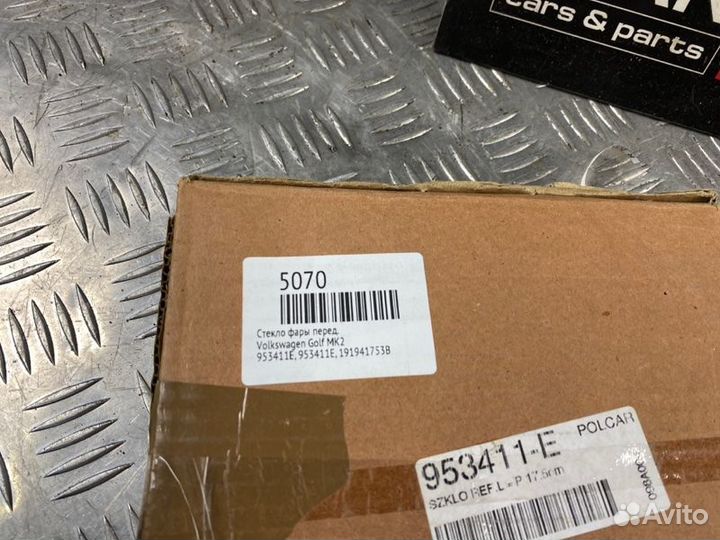 cars & parts
5070
Стекло фары перед.
Volkswagen Golf MK2
953411E, 953411E, 191941753B
953411-E
POLCAR
SZKLO REF.L=P 17.5cm
Avito